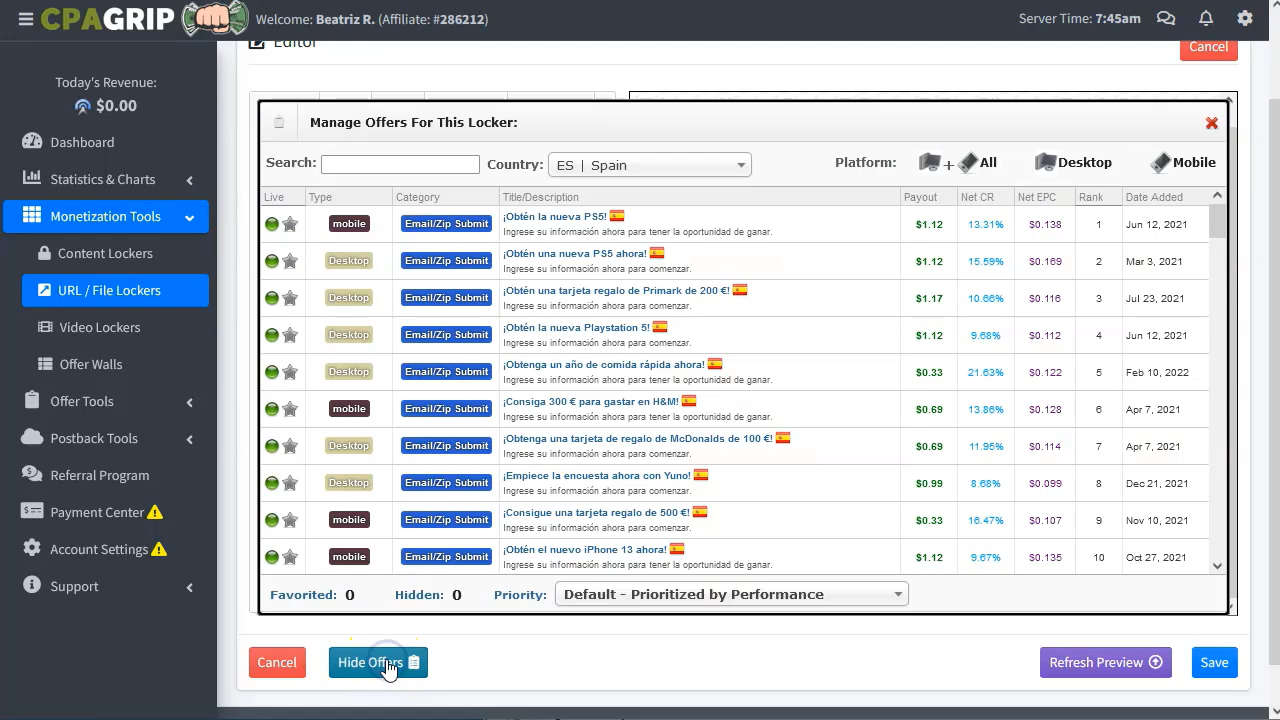 CPAGRIP
Welcome: Beatriz R. (Affiliate: #286212)
Server Time: 7:45am
Today's Revenue:
$0.00
Dashboard
Statistics & Charts
Monetization Tools
Content Lockers
URL / File Lockers
Video Lockers
Offer Walls
Offer Tools
Postback Tools
Referral Program
Payment Center
Account Settings
Support
Editor
Cancel
Manage Offers For This Locker:
Search:
Country: ES | Spain
Platform: + All Desktop Mobile
Live Type Category Title/Description Payout Net CR Net EPC Rank Date Added
mobile Email/Zip Submit ¡Obtén la nueva PS5! $1.12 13.31% $0.138 1 Jun 12, 2021
Ingrese su información ahora para tener la oportunidad de ganar.
Desktop Email/Zip Submit ¡Obtén una nueva PS5 ahora! $1.12 15.59% $0.169 2 Mar 3, 2021
Ingrese su información ahora para comenzar.
Desktop Email/Zip Submit ¡Obtén una tarjeta regalo de Primark de 200 €! $1.17 10.66% $0.116 3 Jul 23, 2021
Ingrese su información ahora para comenzar.
Desktop Email/Zip Submit ¡Obtén la nueva Playstation 5! $1.12 9.68% $0.112 4 Jun 12, 2021
Ingrese su información ahora para comenzar.
Desktop Email/Zip Submit ¡Obtenga un año de comida rápida ahora! $0.33 21.63% $0.122 5 Feb 10, 2022
Ingrese su información ahora para tener la oportunidad de ganar.
mobile Email/Zip Submit ¡Consiga 300 € para gastar en H&M! $0.69 13.86% $0.128 6 Apr 7, 2021
Ingrese su información ahora para tener la oportunidad de ganar.
Desktop Email/Zip Submit ¡Obtenga una tarjeta de regalo de McDonalds de 100 €! $0.69 11.95% $0.114 7 Apr 7, 2021
Ingrese su información ahora para tener la oportunidad de ganar.
Desktop Email/Zip Submit ¡Empiece la encuesta ahora con Yuno! $0.99 8.68% $0.099 8 Dec 21, 2021
Ingrese su información ahora para comenzar.
mobile Email/Zip Submit ¡Consigue una tarjeta regalo de 500 €! $0.33 16.47% $0.107 9 Nov 10, 2021
Ingrese su información ahora para comenzar.
mobile Email/Zip Submit ¡Obtén el nuevo iPhone 13 ahora! $1.12 9.67% $0.135 10 Oct 27, 2021
Ingrese su información ahora para tener la oportunidad de ganar.
Favorited: 0 Hidden: 0 Priority: Default - Prioritized by Performance
Cancel
Hide Offers
Refresh Preview
Save